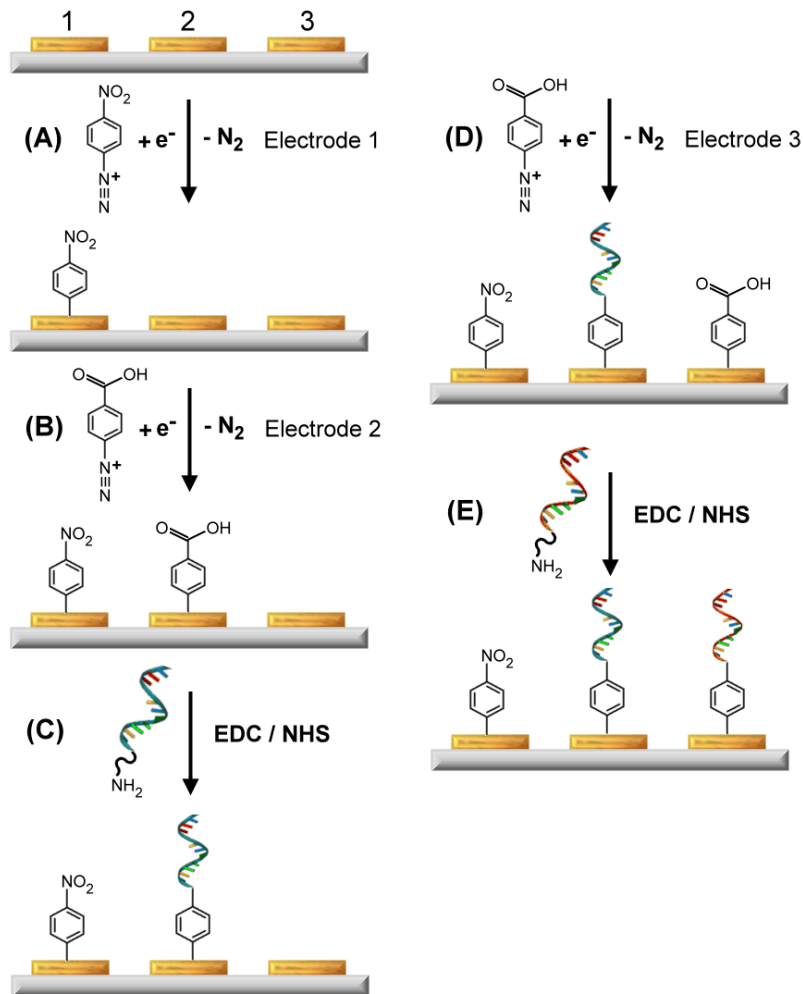 1 2 3
NO2
(A) + e- - N2 Electrode 1
N+
N
NO2
O OH
(B) + e- - N2 Electrode 2
N+
N
NO2
O OH
(C) EDC / NHS
NH2
NO2
O OH
(D) + e- - N2 Electrode 3
N+
N
NO2
O OH
(E) EDC / NHS
NH2
NO2